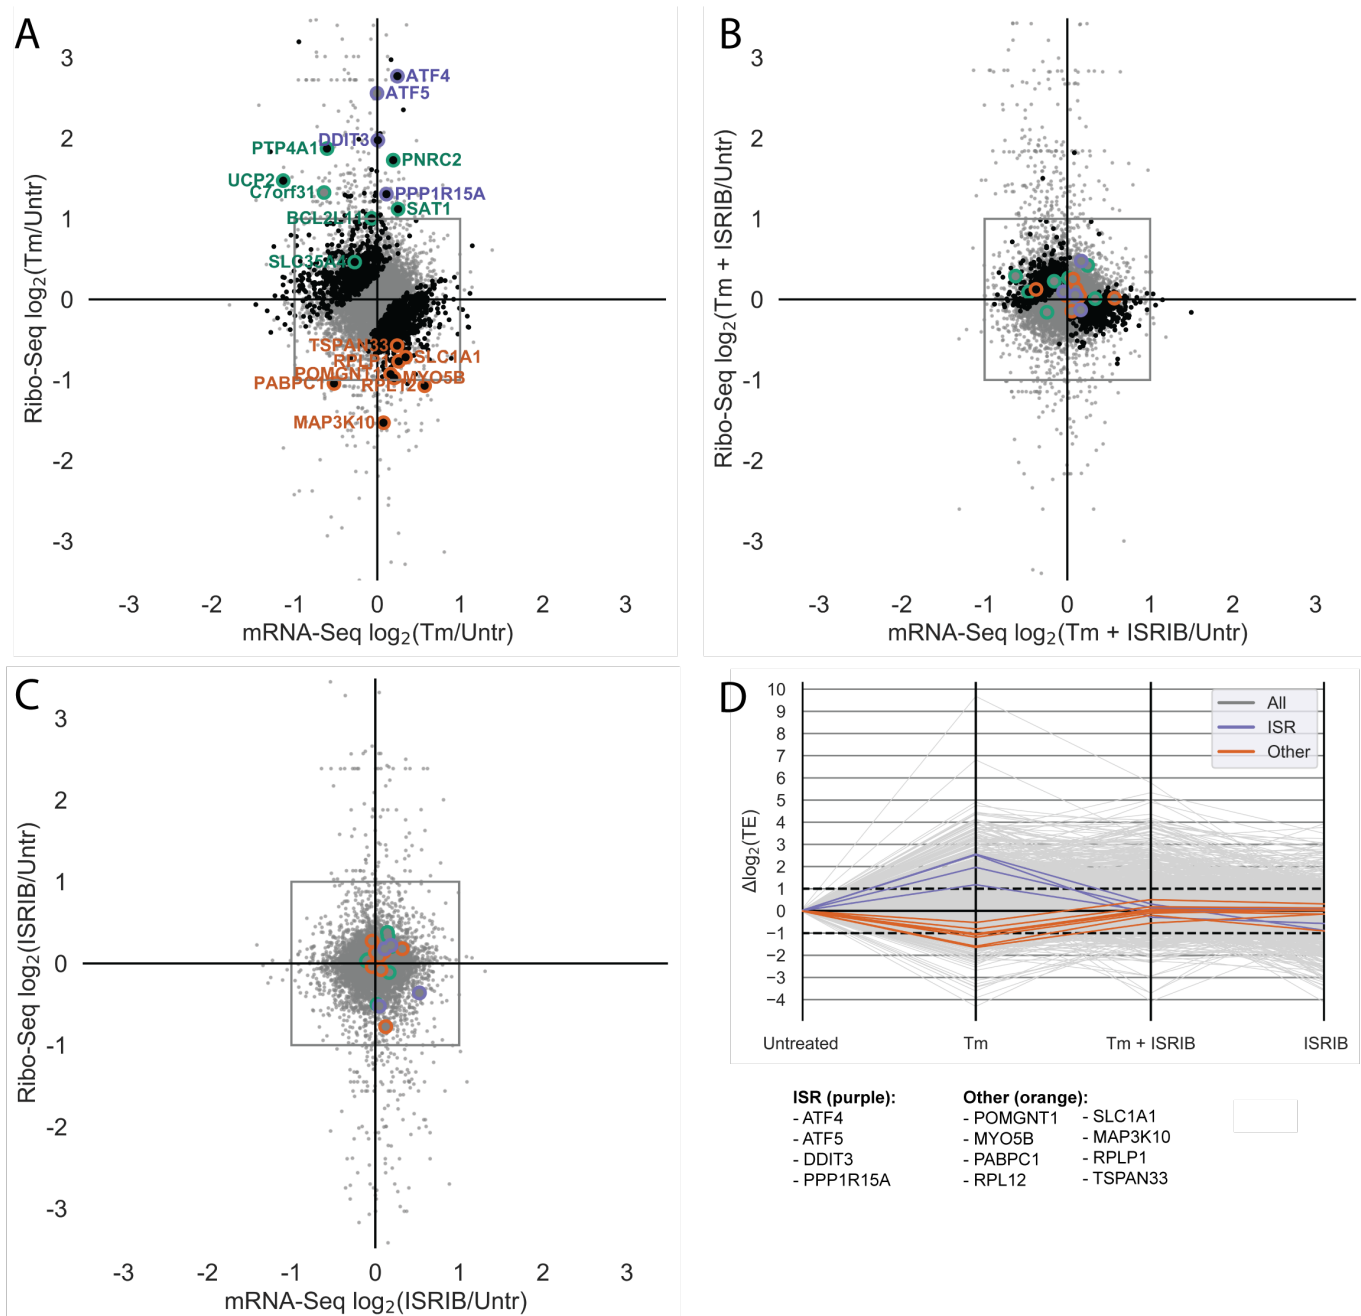 A
3
2
1
0
-1
-2
-3
Ribo-Seq log2(Tm/Untr)
ATF4
ATF5
DDIT3
PTP4A1
PNRC2
UCP2
C7orf31
PPP1R15A
SAT1
BCL2L11
SLC35A4
TSPAN33
SLC1A1
POMGNT1
MYO5B
PABPC1
RPL12
MAP3K10
-3 -2 -1 0 1 2 3
mRNA-Seq log2(Tm/Untr)
B
3
2
1
0
-1
-2
-3
Ribo-Seq log2(Tm + ISRIB/Untr)
-3 -2 -1 0 1 2 3
mRNA-Seq log2(Tm + ISRIB/Untr)
C
3
2
1
0
-1
-2
-3
Ribo-Seq log2(ISRIB/Untr)
-3 -2 -1 0 1 2 3
mRNA-Seq log2(ISRIB/Untr)
D
10
9
8
7
6
5
4
3
2
1
0
−1
−2
−3
−4
Δlog2(TE)
All
ISR
Other
Untreated Tm Tm + ISRIB ISRIB
ISR (purple):
- ATF4
- ATF5
- DDIT3
- PPP1R15A
Other (orange):
- POMGNT1
- MYO5B
- PABPC1
- RPL12
- SLC1A1
- MAP3K10
- RPLP1
- TSPAN33